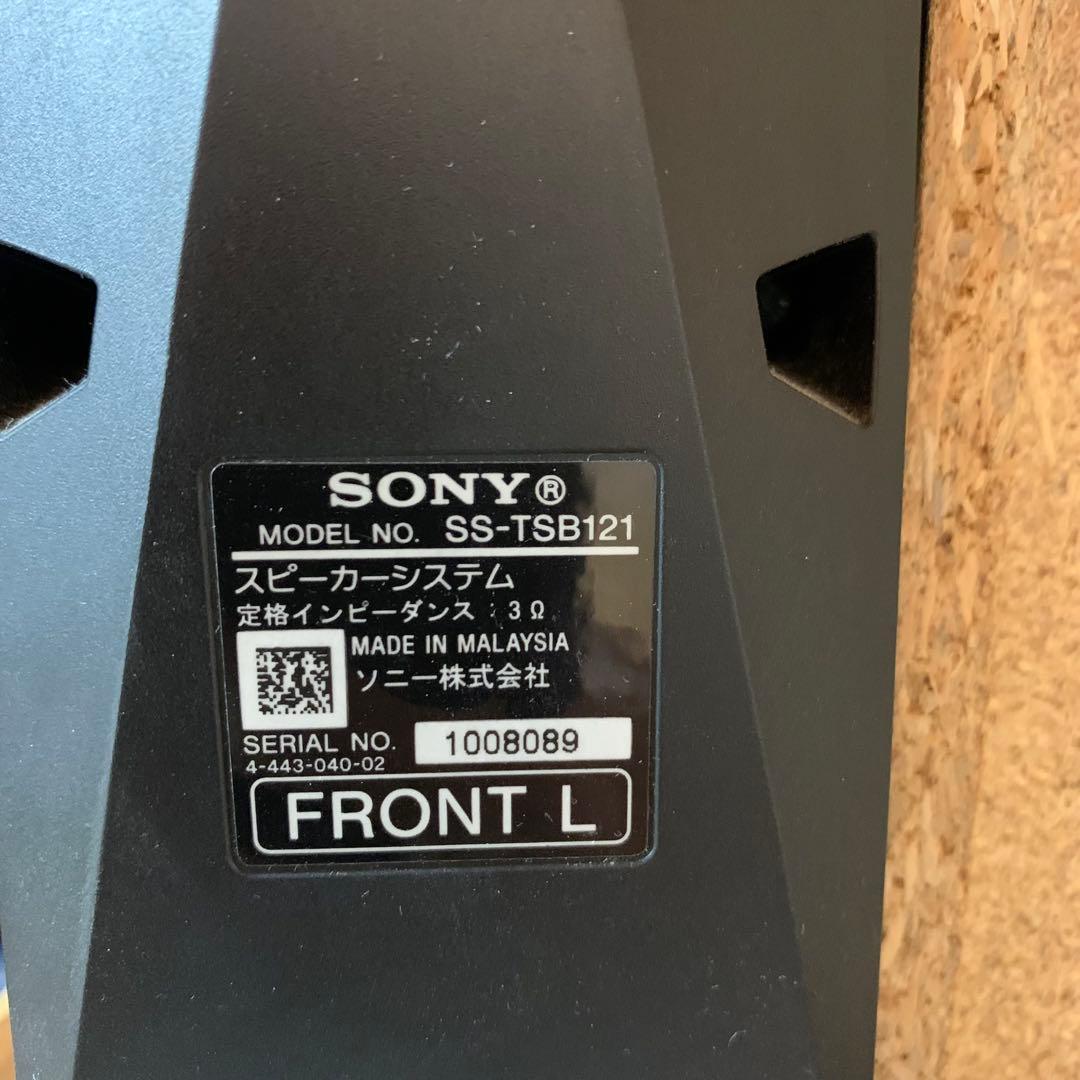 SONY®
MODEL NO. SS-TSB121
スピーカーシステム
定格インピーダンス : 3Ω
MADE IN MALAYSIA
ソニー株式会社
SERIAL NO. 1008089
4-443-040-02
FRONT L